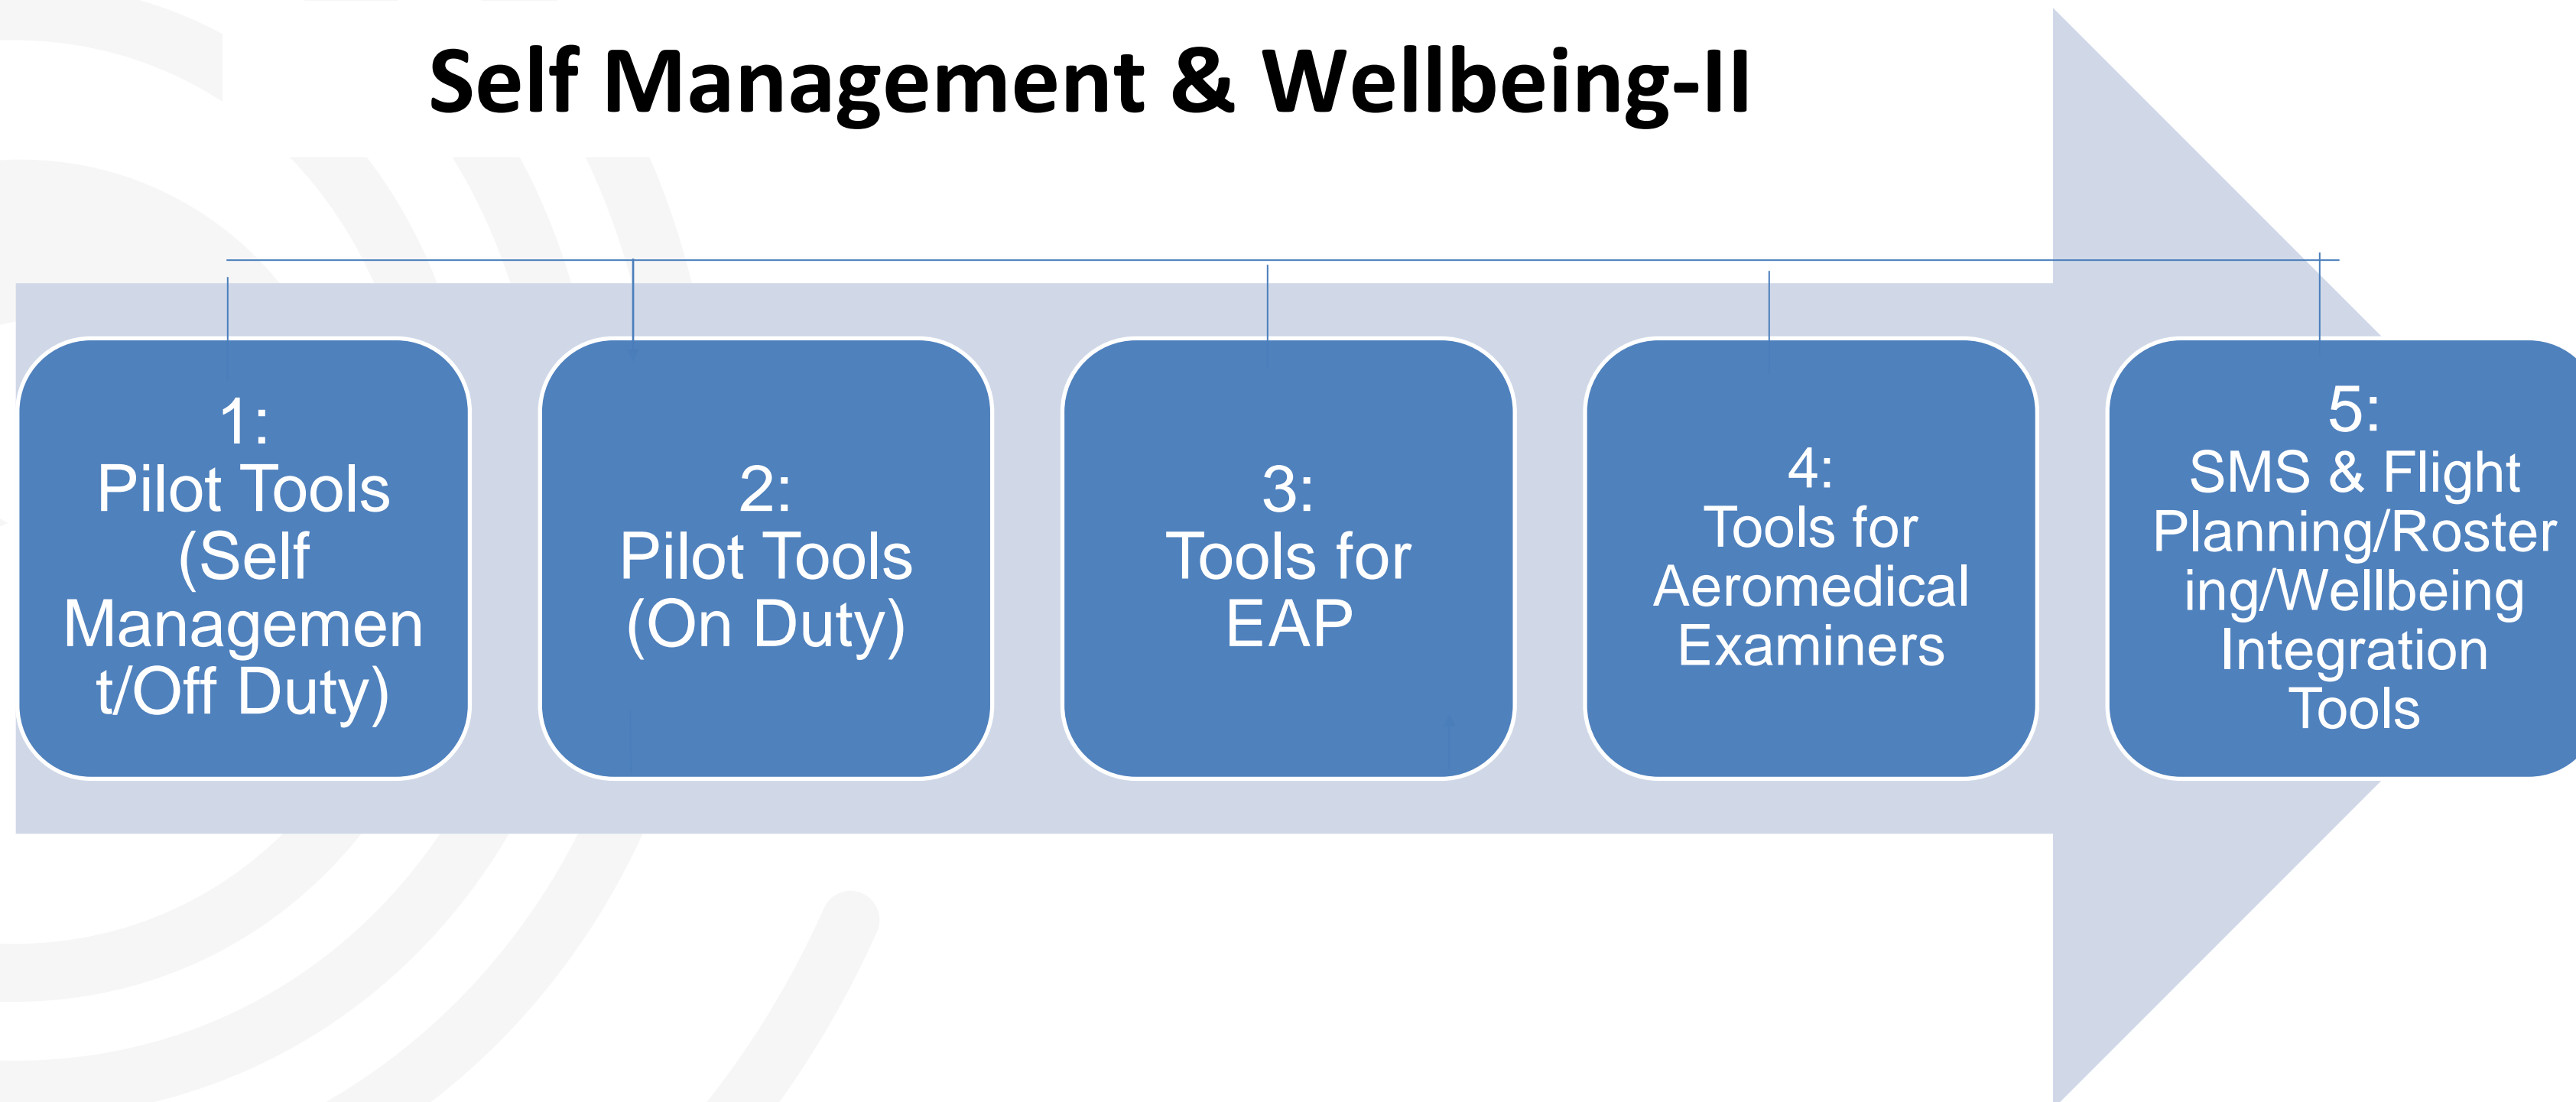 Self Management & Wellbeing-II
1:
Pilot Tools
(Self
Managemen
t/Off Duty)
2:
Pilot Tools
(On Duty)
3:
Tools for
EAP
4:
Tools for
Aeromedical
Examiners
5:
SMS & Flight
Planning/Roster
ing/Wellbeing
Integration
Tools